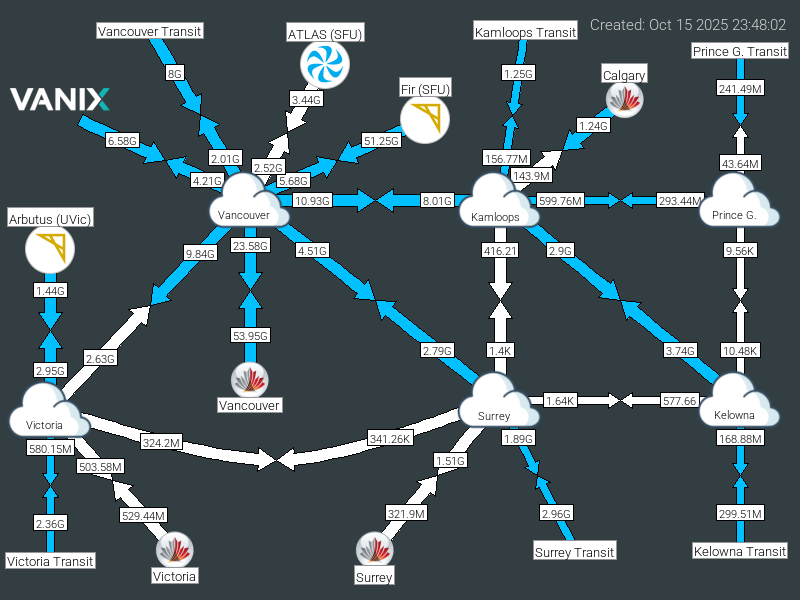 Created: Oct 15 2025 23:48:02
Vancouver Transit
ATLAS (SFU)
Kamloops Transit
Prince G. Transit
8G
3.44G
1.25G
Calgary
241.49M
VANIX
Fir (SFU)
6.58G
51.25G
1.24G
2.01G
2.52G
156.77M
43.64M
4.21G
5.68G
143.9M
10.93G
8.01G
599.76M
293.44M
Vancouver
Kamloops
Prince G.
Arbutus (UVic)
9.84G
23.58G
4.51G
416.21
2.9G
9.56K
1.44G
53.95G
2.63G
2.79G
1.4K
3.74G
10.48K
2.95G
Vancouver
1.64K
577.66
Victoria
Surrey
Kelowna
324.2M
341.26K
1.89G
168.88M
580.15M
503.58M
1.51G
2.36G
529.44M
321.9M
2.96G
299.51M
Victoria Transit
Victoria
Surrey
Surrey Transit
Kelowna Transit